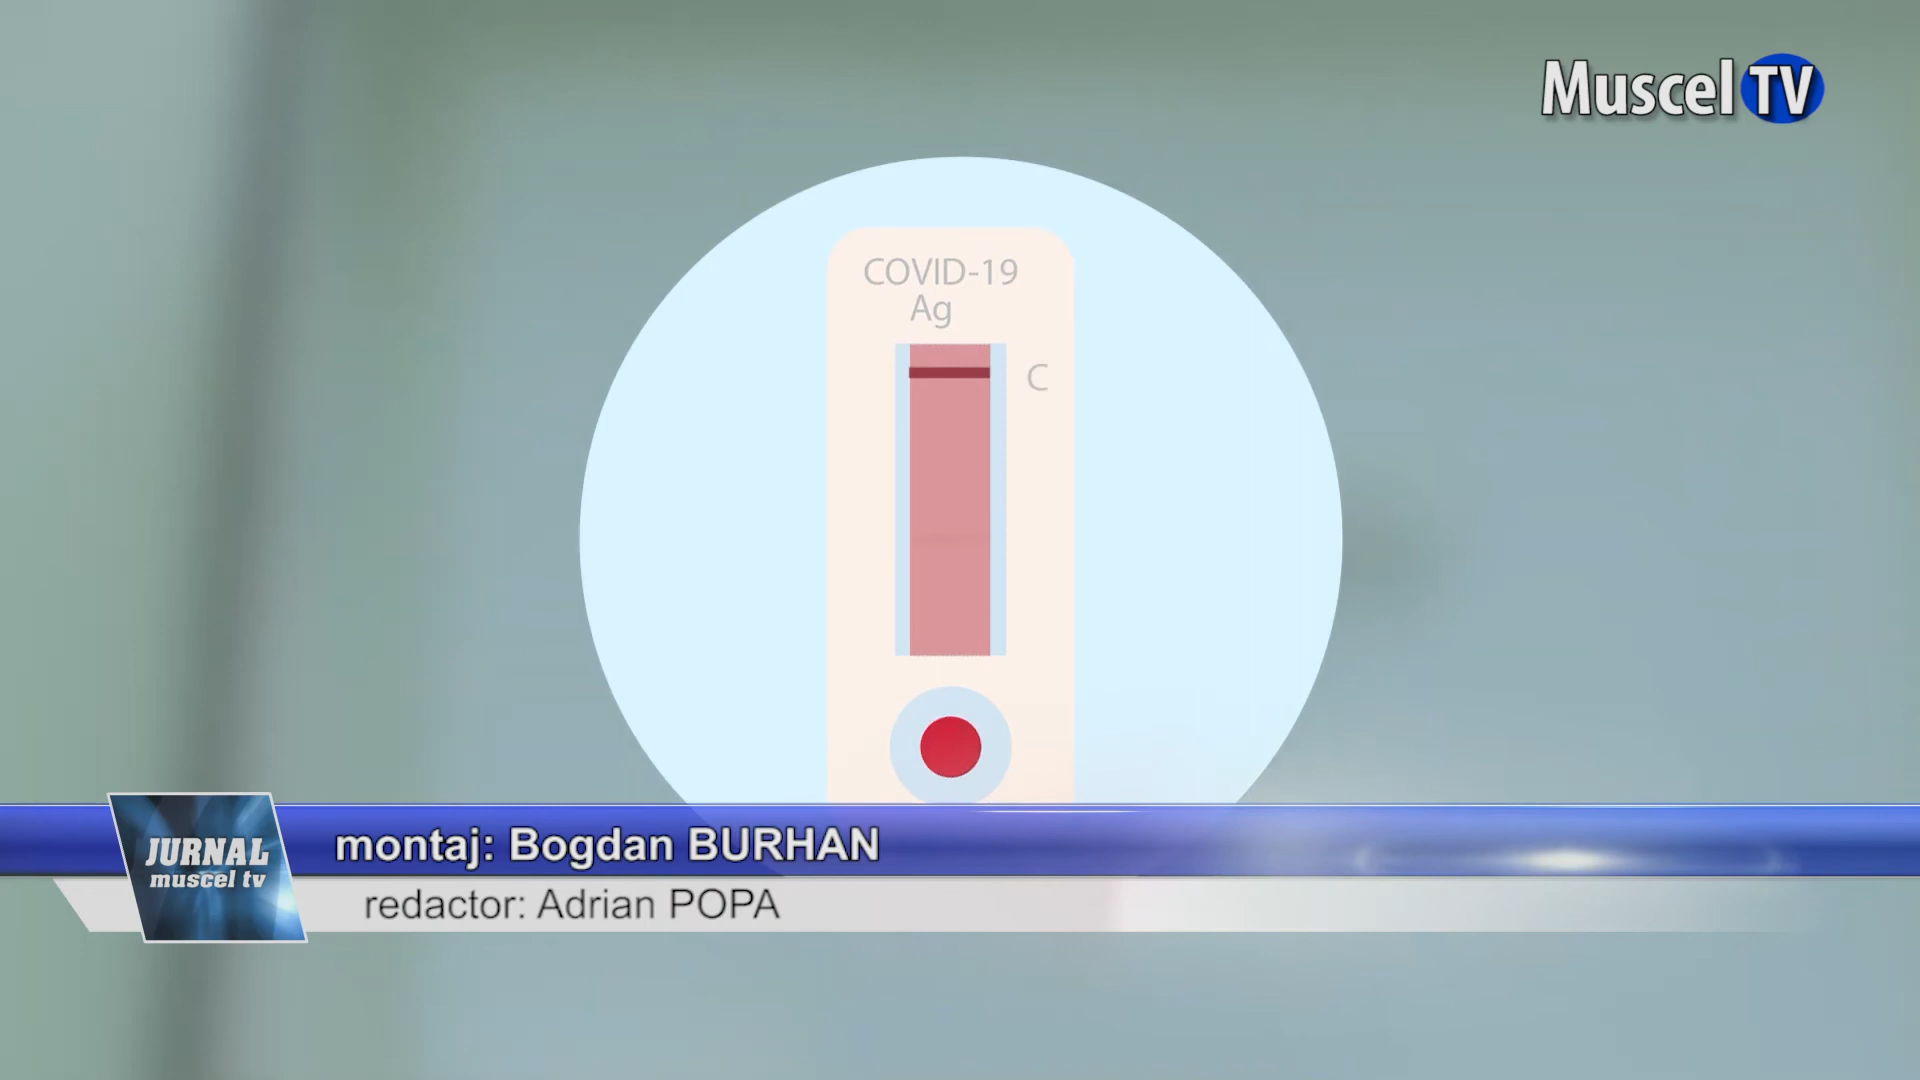 Muscel TV
COVID-19
Ag
C
montaj: Bogdan BURHAN
JURNAL
muscel tv
redactor: Adrian POPA